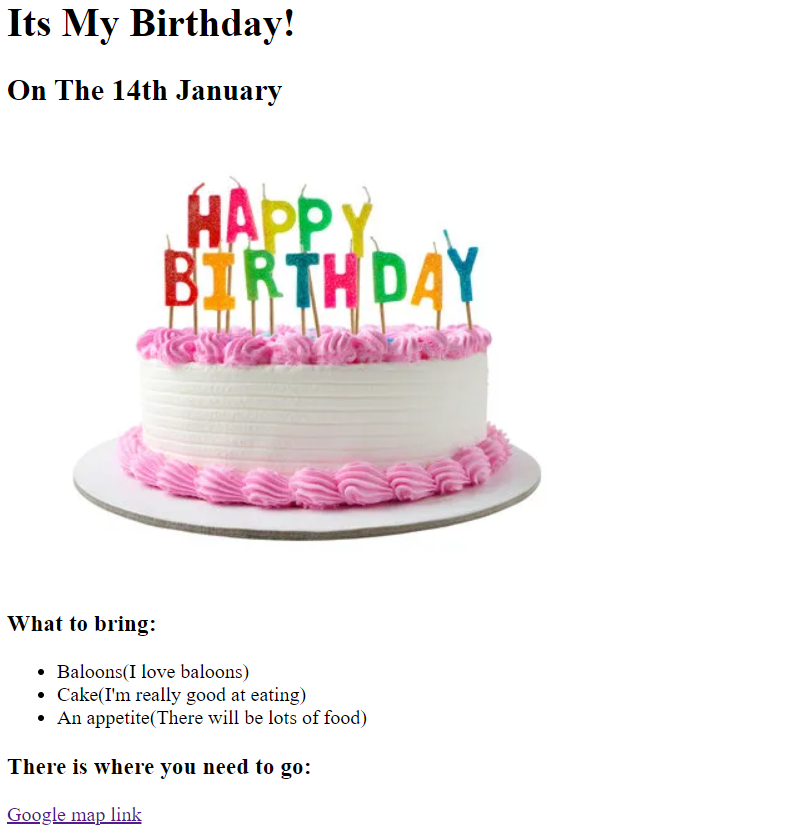 Its My Birthday!
On The 14th January
HAPPY
BIRTHDAY
What to bring:
Baloons(I love baloons)
Cake(I'm really good at eating)
An appetite(There will be lots of food)
There is where you need to go:
Google map link